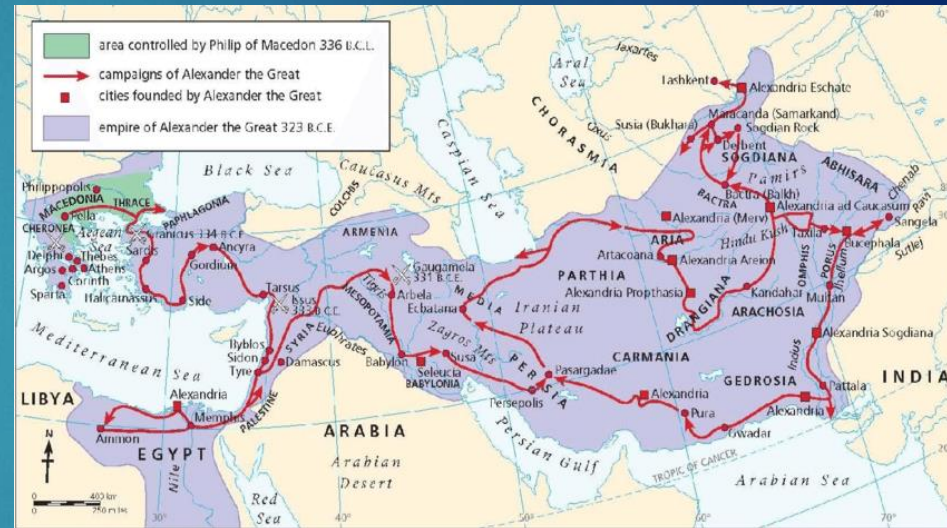 area controlled by Philip of Macedon 336 B.C.E.
campaigns of Alexander the Great
cities founded by Alexander the Great
empire of Alexander the Great 323 B.C.E.
40°
Jaxartes
Aral
Sea
Lashkent
Alexandria Eschate
CHORASMIA
Oxus
Maracanda (Samarkand)
Susia (Bukhara)
Sogdian Rock
Derbent
SOGDIANA
Pamirs
ABHISARA
Black Sea
Caucasus Mts
Caspian Sea
COLCHIS
Philippopolis
MACEDONIA
THRACE
Pella
PAPHLAGONIA
CHERONEA
Aegean
Sea
Granicus 334 B.C.E
Sardis
Ancyra
Gordium
ARMENIA
Delphi
Thebes
Argos
Athens
Corinth
Sparta
Halicarnassus
Side
Tarsus
Issus
333 B.C.E
Gaugamela
331 B.C.E.
Arbela
Tigris
MESOPOTAMIA
MEDIA
Ecbatana
Bactra (Balkh)
BACTRA
Alexandria ad Caucasum
Chenab
Ravi
Alexandria (Merv)
ARIA
Hindu Kush
Taxila
Sangela
Bucephala
Sutlej
Artacoana
Alexandria Areion
OMPHIS
PORUS
Jhellum
PARTHIA
Iranian
Plateau
Alexandria Propthasia
Kandahar
Multan
DRANGIANA
ARACHOSIA
Mediterranean Sea
Byblos
Sidon
Tyre
SYRIA
Euphrates
Damascus
Babylon
Zagros Mts
Susa
Seleucia
BABYLONIA
PERSIA
Pasargadae
Persepolis
CARMANIA
Alexandria Sogdiana
Indus
GEDROSIA
INDIA
Pattala
LIBYA
Alexandria
PALESTINE
Memphis
Ammon
EGYPT
Nile
ARABIA
Arabian
Desert
Alexandria
Pura
Gwadar
Alexandria
Persian Gulf
TROPIC OF CANCER
Arabian Sea
Red
Sea
N
400 km
250 miles
30°
40°
50°
60°
70°